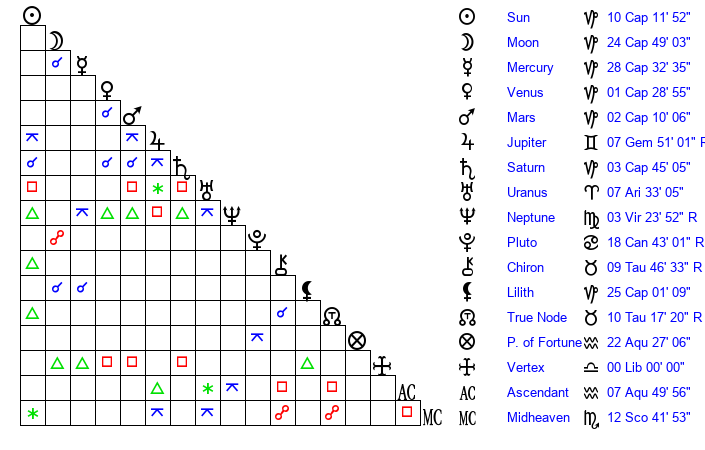 Sun 10 Cap 11' 52"
Moon 24 Cap 49' 03"
Mercury 28 Cap 32' 35"
Venus 01 Cap 28' 55"
Mars 02 Cap 10' 06"
Jupiter 07 Gem 51' 01" R
Saturn 03 Cap 45' 05"
Uranus 07 Ari 33' 05"
Neptune 03 Vir 23' 52" R
Pluto 18 Can 43' 01" R
Chiron 09 Tau 46' 33" R
Lilith 25 Cap 01' 09"
True Node 10 Tau 17' 20" R
P. of Fortune 22 Aqu 27' 06"
Vertex 00 Lib 00' 00"
AC AC Ascendant 07 Aqu 49' 56"
MC MC Midheaven 12 Sco 41' 53"